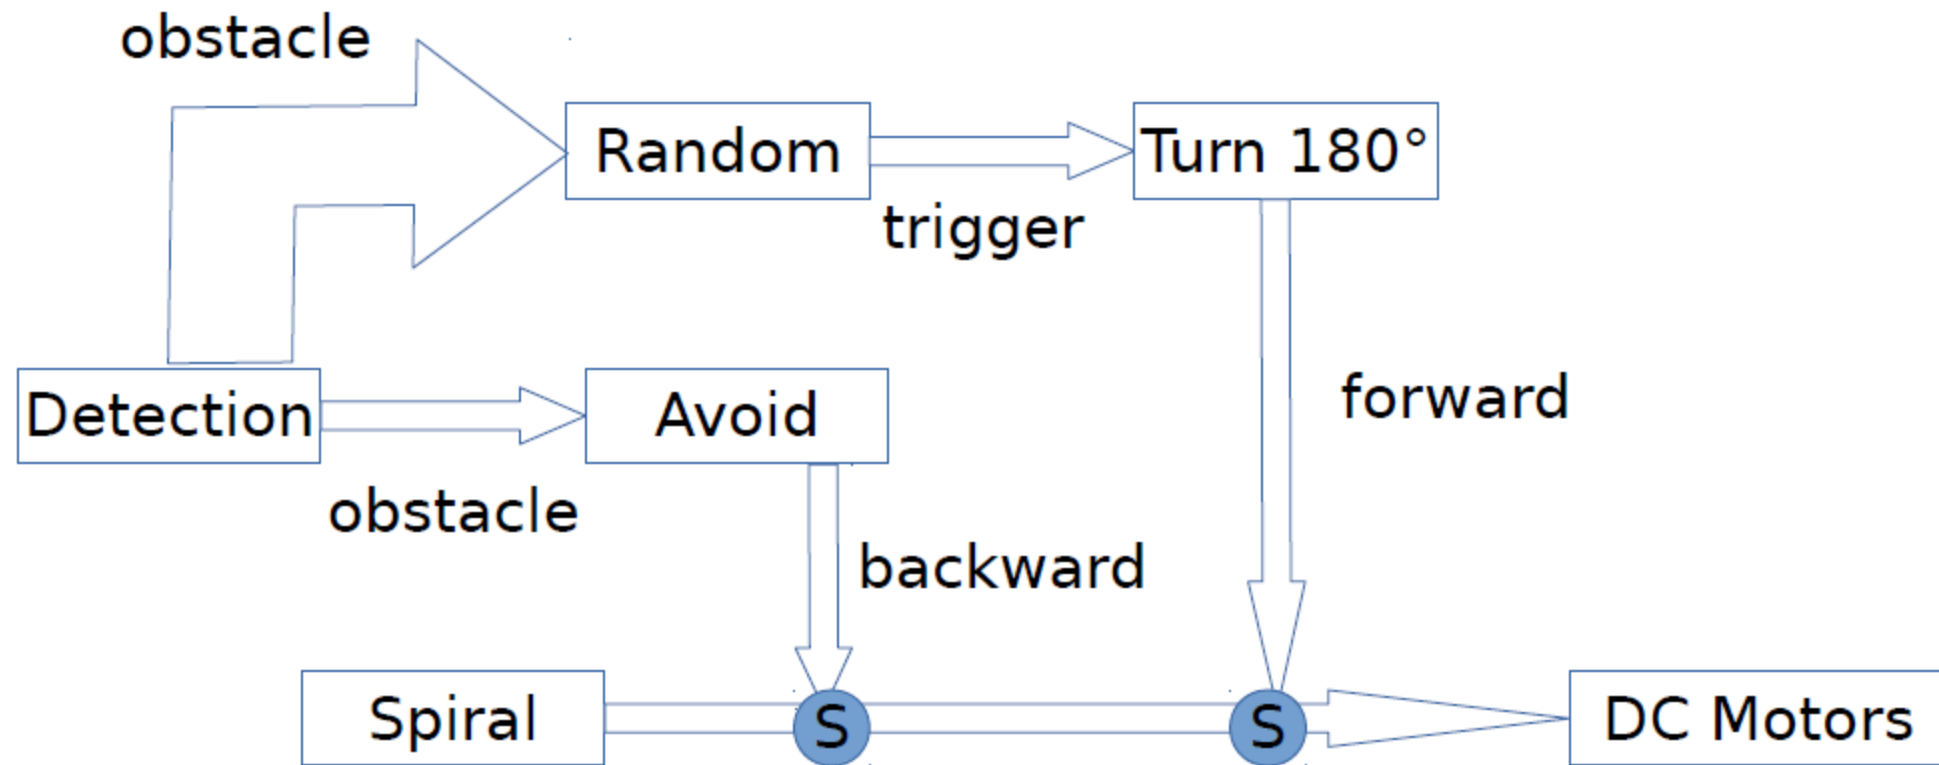 obstacle
Random
Turn 180°
trigger
Detection
Avoid
forward
obstacle
backward
Spiral
S
S
DC Motors